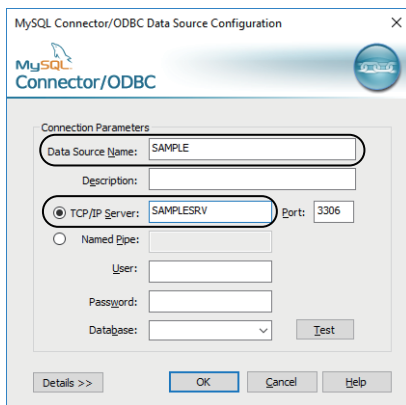 MySQL Connector/ODBC Data Source Configuration
MySQL
Connector/ODBC
Connection Parameters
Data Source Name: SAMPLE
Description:
TCP/IP Server: SAMPLESRV Port: 3306
Named Pipe:
User:
Password:
Database: Test
Details >> OK Cancel Help